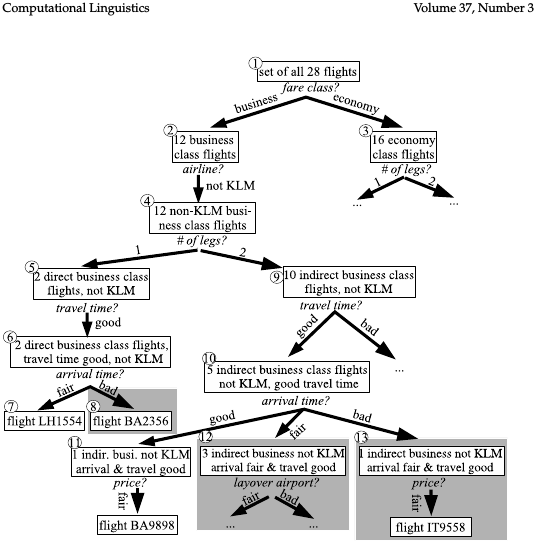 Computational Linguistics
Volume 37, Number 3
1
set of all 28 flights
fare class?
business
economy
2
12 business
class flights
airline?
3
16 economy
class flights
# of legs?
not KLM
1
2
...
...
4
12 non-KLM busi-
ness class flights
# of legs?
1
2
5
2 direct business class
flights, not KLM
travel time?
good
9
10 indirect business class
flights, not KLM
travel time?
good
bad
6
2 direct business class flights,
travel time good, not KLM
arrival time?
fair
bad
10
5 indirect business class flights
not KLM, good travel time
arrival time?
...
7
flight LH1554
8
flight BA2356
good
fair
bad
11
1 indir. busi. not KLM
arrival & travel good
price?
fair
flight BA9898
12
3 indirect business not KLM
arrival fair & travel good
layover airport?
fair
bad
...
...
13
1 indirect business not KLM
arrival fair & travel good
price?
fair
flight IT9558